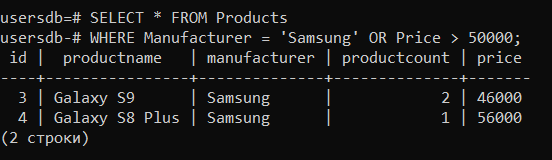 usersdb=# SELECT * FROM Products
usersdb-# WHERE Manufacturer = 'Samsung' OR Price > 50000;
 id |  productname   | manufacturer | productcount | price
----+----------------+--------------+--------------+-------
  3 | Galaxy S9      | Samsung      |            2 | 46000
  4 | Galaxy S8 Plus | Samsung      |            1 | 56000
(2 строки)